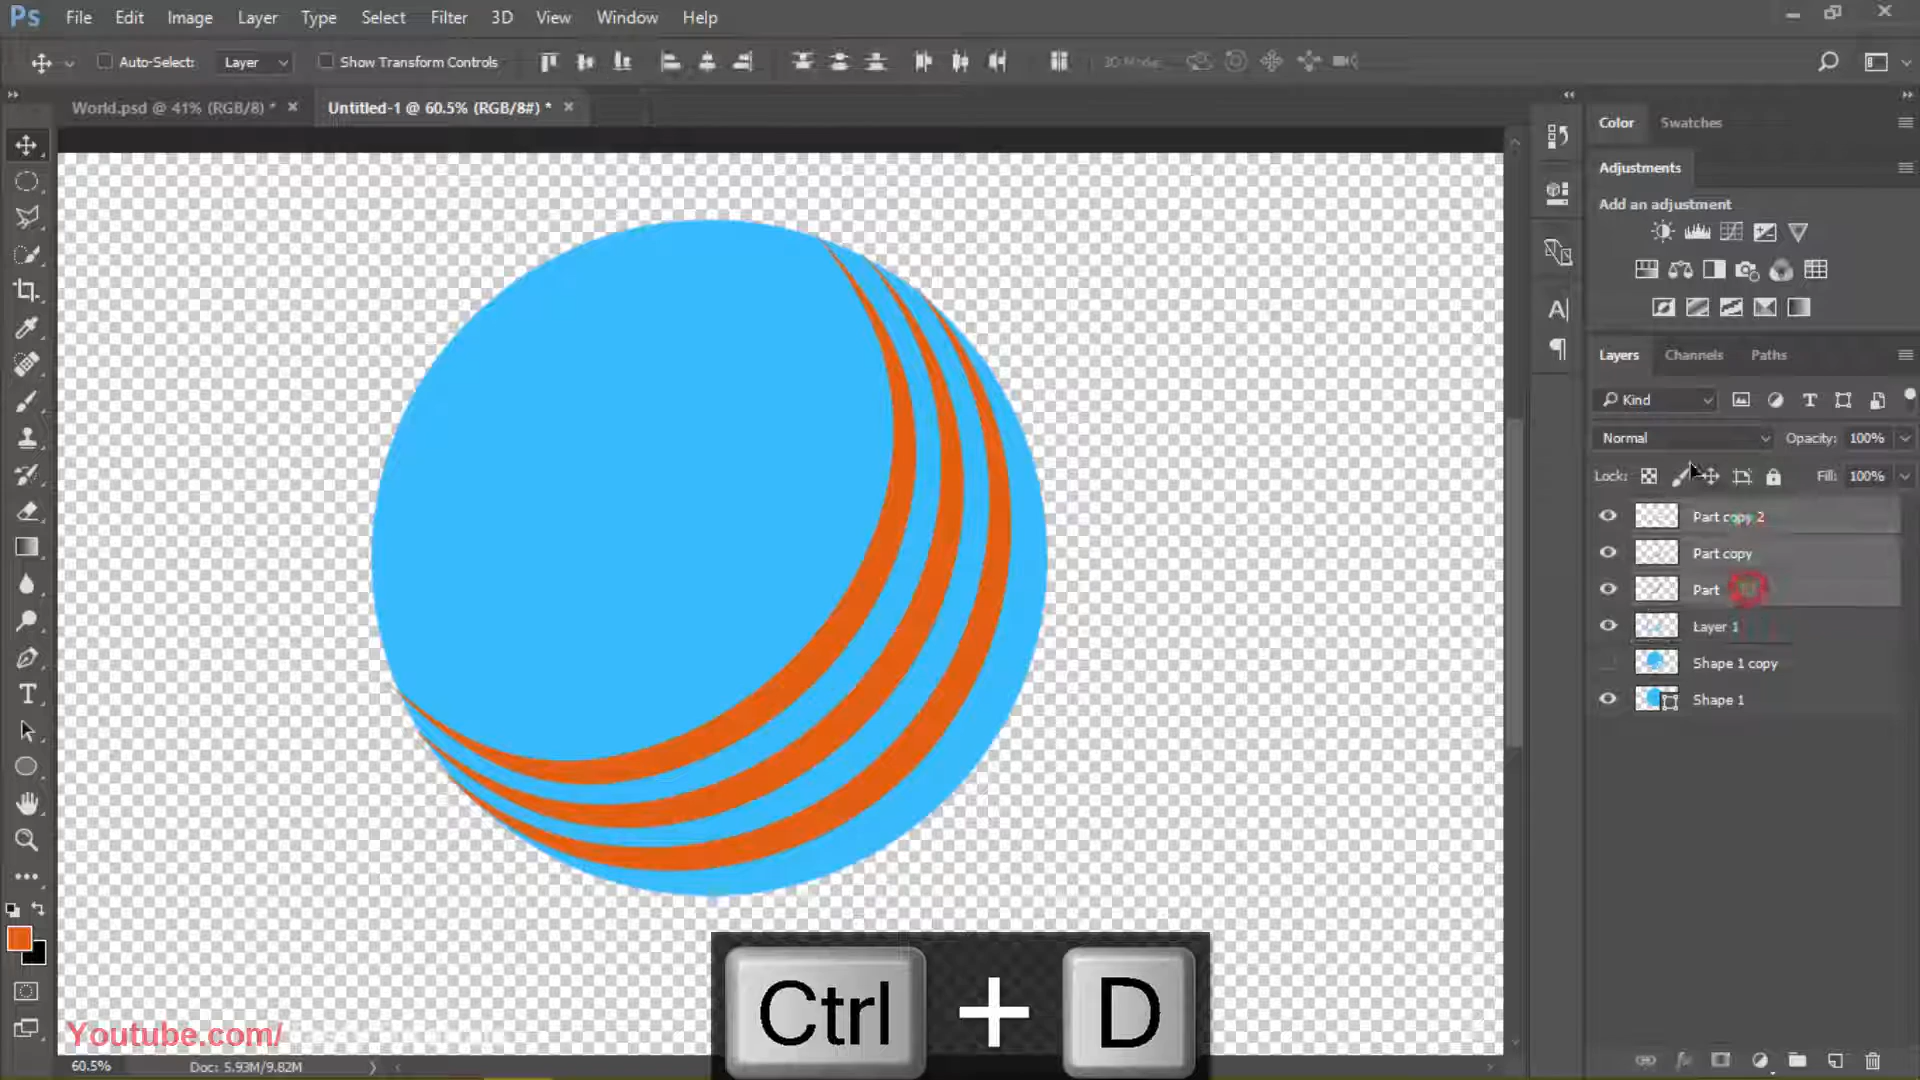 Ps File Edit Image Layer Type Select Filter 3D View Window Help
Auto-Select: Layer Show Transform Controls 3D Mode:
World.psd @ 41% (RGB/8) * × Untitled-1 @ 60.5% (RGB/8#) * ×
Color Swatches
Adjustments
Add an adjustment
Layers Channels Paths
Kind
Normal Opacity: 100%
Lock: Fill: 100%
Part copy 2
Part copy
Part
Layer 1
Shape 1 copy
Shape 1
Ctrl + D
Youtube.com/
60.5% Doc: 5.93M/9.82M